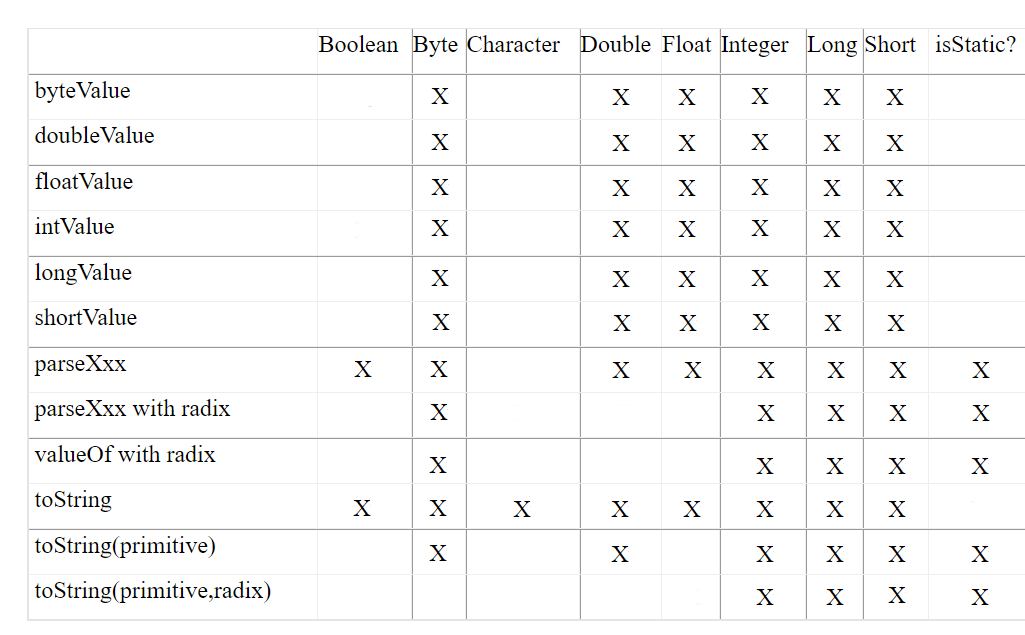 Boolean Byte Character Double Float Integer Long Short isStatic?
byteValue X X X X X X
doubleValue X X X X X X
floatValue X X X X X X
intValue X X X X X X
longValue X X X X X X
shortValue X X X X X X
parseXxx X X X X X X X X
parseXxx with radix X X X X X
valueOf with radix X X X X X
toString X X X X X X X X
toString(primitive) X X X X X X
toString(primitive,radix) X X X X